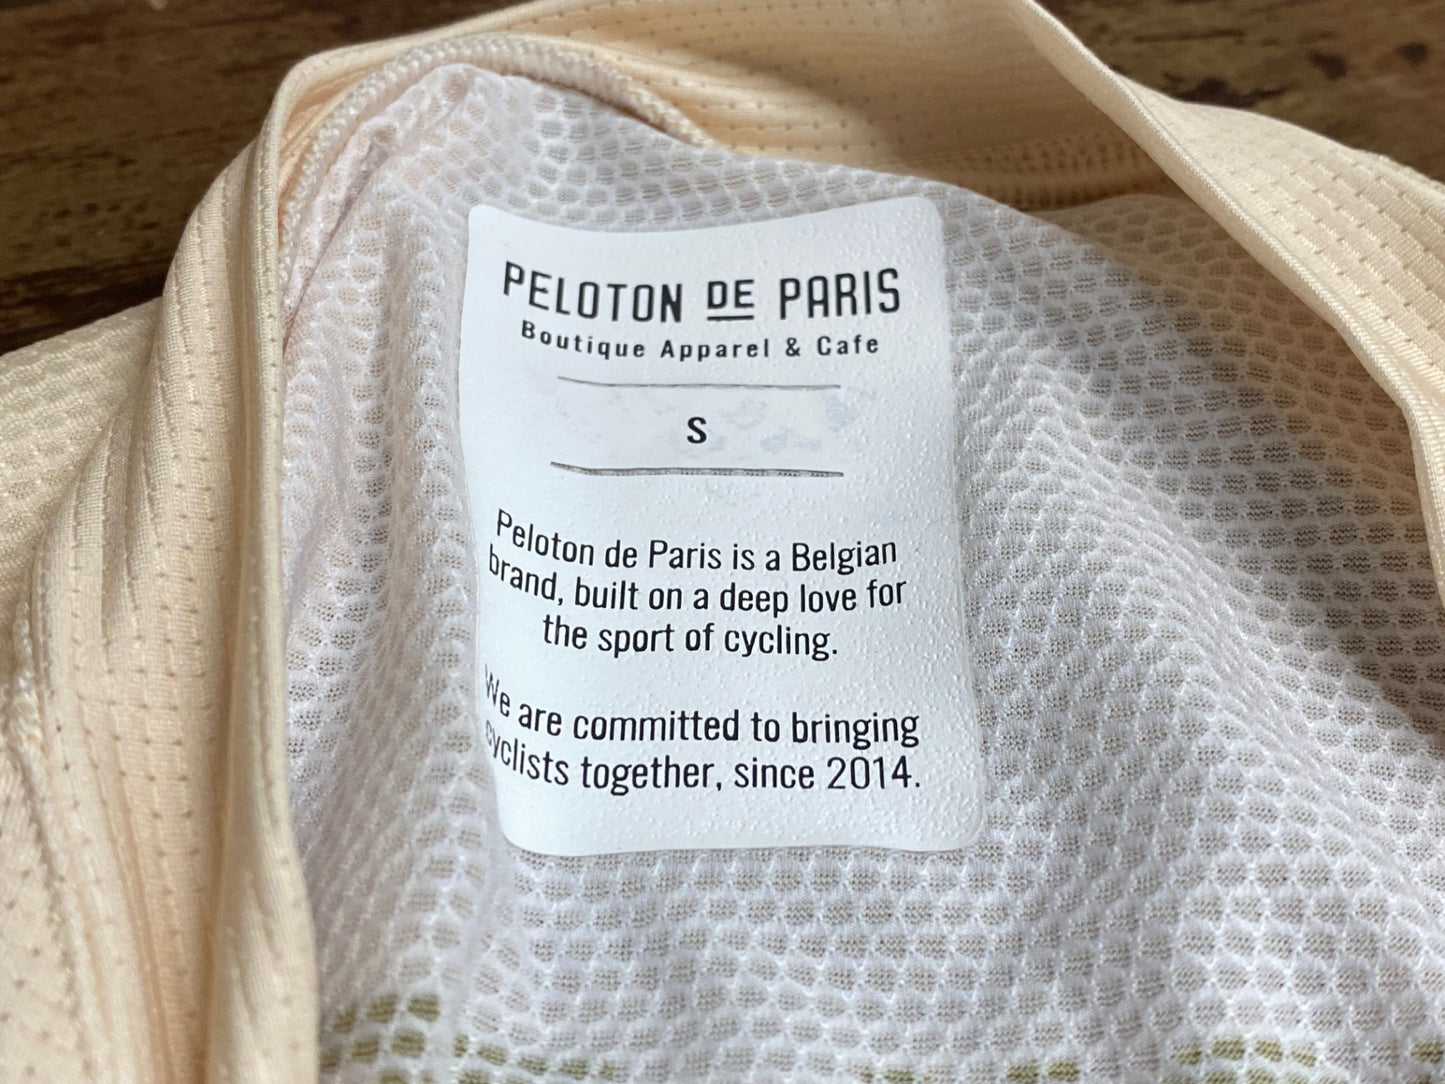 PELOTON DE PARIS
Boutique Apparel & Cafe
S
Peloton de Paris is a Belgian
brand, built on a deep love for
the sport of cycling.
We are committed to bringing
cyclists together, since 2014.